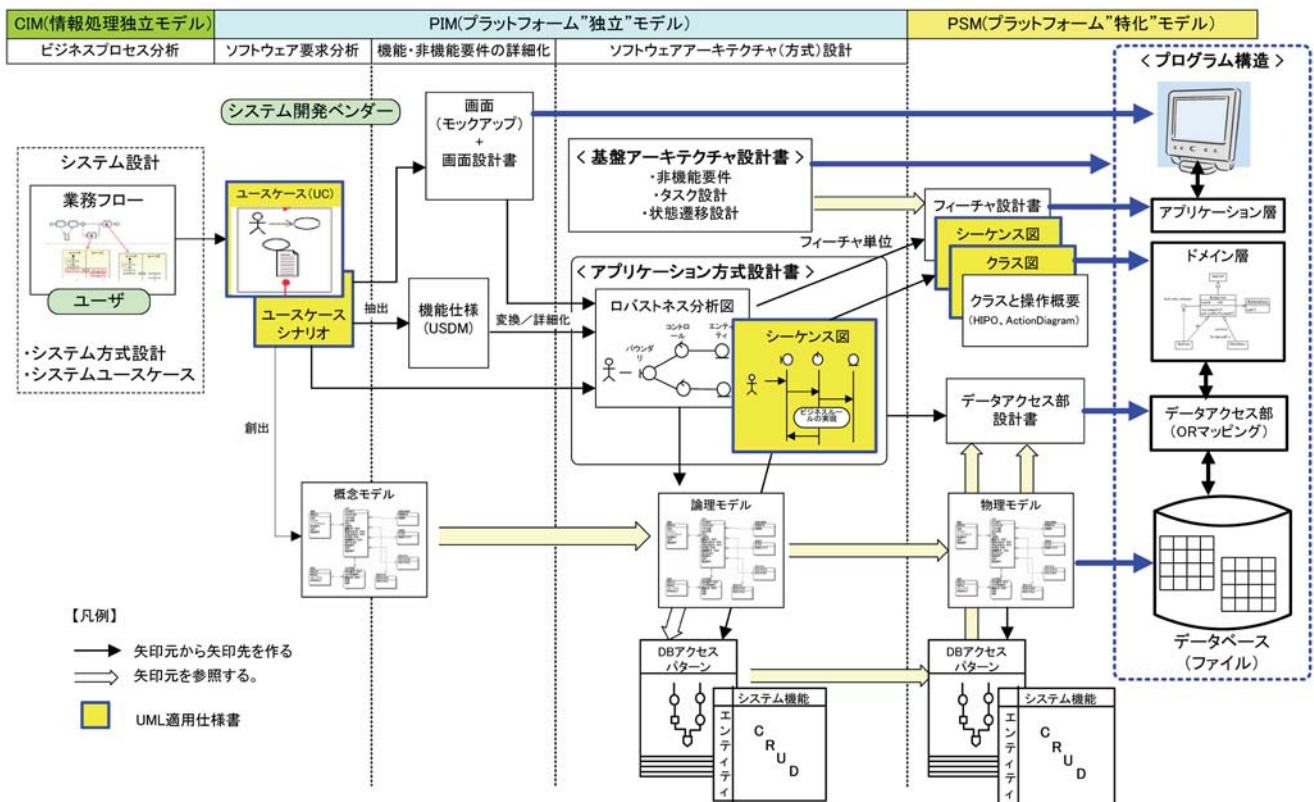 CIM(情報処理独立モデル)
PIM(プラットフォーム”独立”モデル)
PSM(プラットフォーム”特化”モデル)
ビジネスプロセス分析
ソフトウェア要求分析
機能・非機能要件の詳細化
ソフトウェアアーキテクチャ(方式)設計
システム開発ベンダー
システム設計
業務フロー
ユーザ
・システム方式設計
・システムユースケース
ユースケース(UC)
ユースケース
シナリオ
抽出
創出
画面
(モックアップ)
+
画面設計書
機能仕様
(USDM)
変換/詳細化
概念モデル
< 基盤アーキテクチャ設計書 >
・非機能要件
・タスク設計
・状態遷移設計
フィーチャ単位
< アプリケーション方式設計書 >
ロバストネス分析図
コントロ
ール
エンティ
ティ
バウンダ
リ
シーケンス図
ビジネスルー
ルの実現
論理モデル
DBアクセス
パターン
システム機能
エンティティ
CRUD
フィーチャ設計書
シーケンス図
クラス図
クラスと操作概要
(HIPO、ActionDiagram)
データアクセス部
設計書
物理モデル
DBアクセス
パターン
システム機能
エンティティ
CRUD
< プログラム構造 >
アプリケーション層
ドメイン層
データアクセス部
(ORマッピング)
データベース
(ファイル)
【凡例】
矢印元から矢印先を作る
矢印元を参照する。
UML適用仕様書